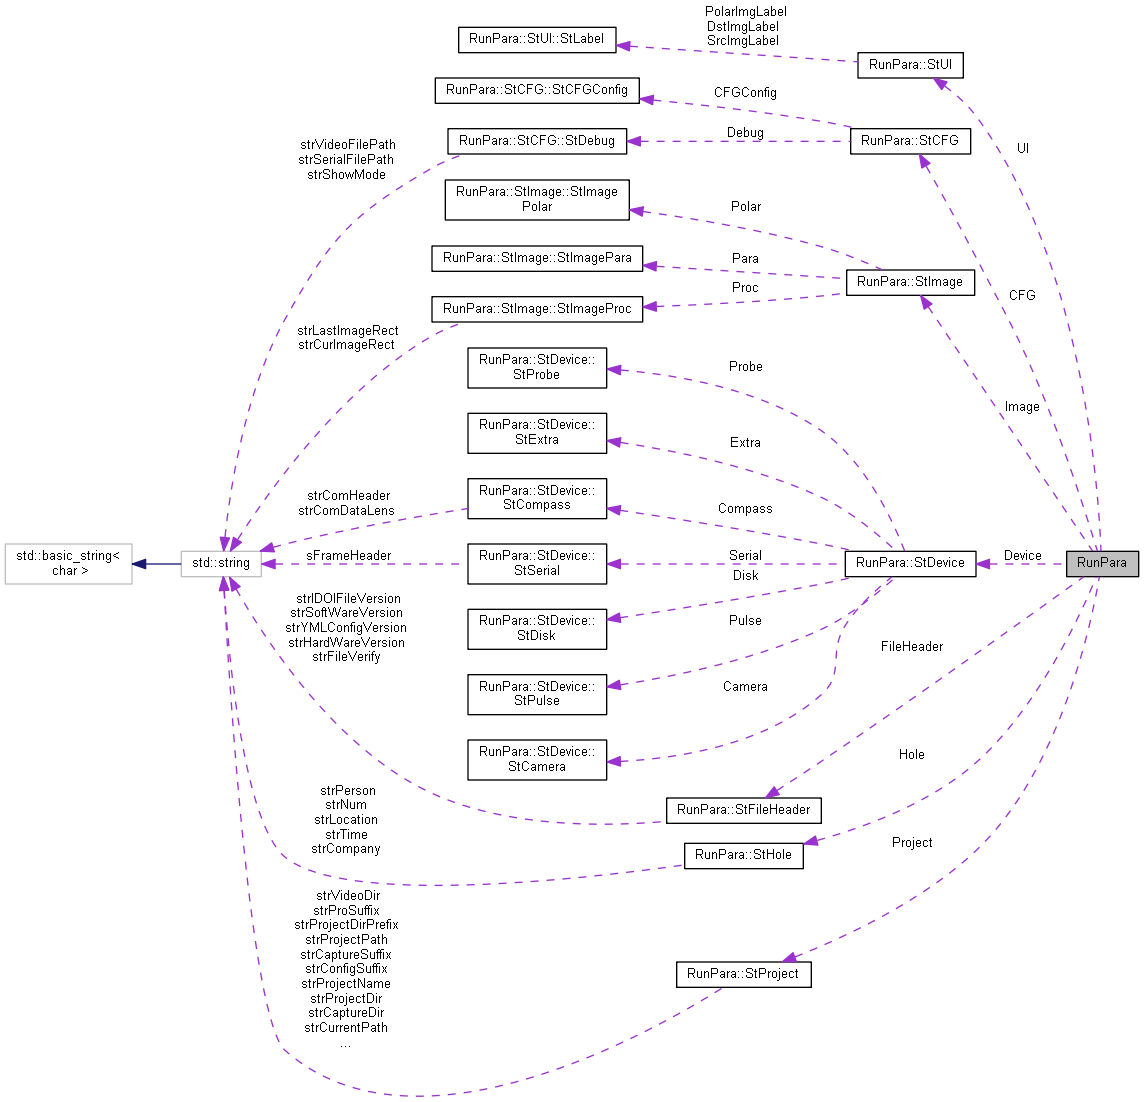 PolarImgLabel
DstImgLabel
SrcImgLabel
RunPara::StUI::StLabel
RunPara::StUI
RunPara::StCFG::StCFGConfig
CFGConfig
Debug
RunPara::StCFG::StDebug
RunPara::StCFG
UI
strVideoFilePath
strSerialFilePath
strShowMode
RunPara::StImage::StImage
Polar
Polar
RunPara::StImage::StImagePara
Para
RunPara::StImage
Proc
CFG
RunPara::StImage::StImageProc
strLastImageRect
strCurImageRect
RunPara::StDevice::
StProbe
Probe
Image
RunPara::StDevice::
StExtra
Extra
RunPara::StDevice::
StCompass
strComHeader
strComDataLens
Compass
std::basic_string<
char >
std::string
sFrameHeader
RunPara::StDevice::
StSerial
Serial
Disk
RunPara::StDevice
Device
RunPara
strIDOIFileVersion
strSoftWareVersion
strYMLConfigVersion
strHardWareVersion
strFileVerify
RunPara::StDevice::
StDisk
Pulse
FileHeader
RunPara::StDevice::
StPulse
Camera
RunPara::StDevice::
StCamera
Hole
strPerson
strNum
strLocation
strTime
strCompany
RunPara::StFileHeader
RunPara::StHole
Project
strVideoDir
strProSuffix
strProjectDirPrefix
strProjectPath
strCaptureSuffix
strConfigSuffix
strProjectName
strProjectDir
strCaptureDir
strCurrentPath
...
RunPara::StProject